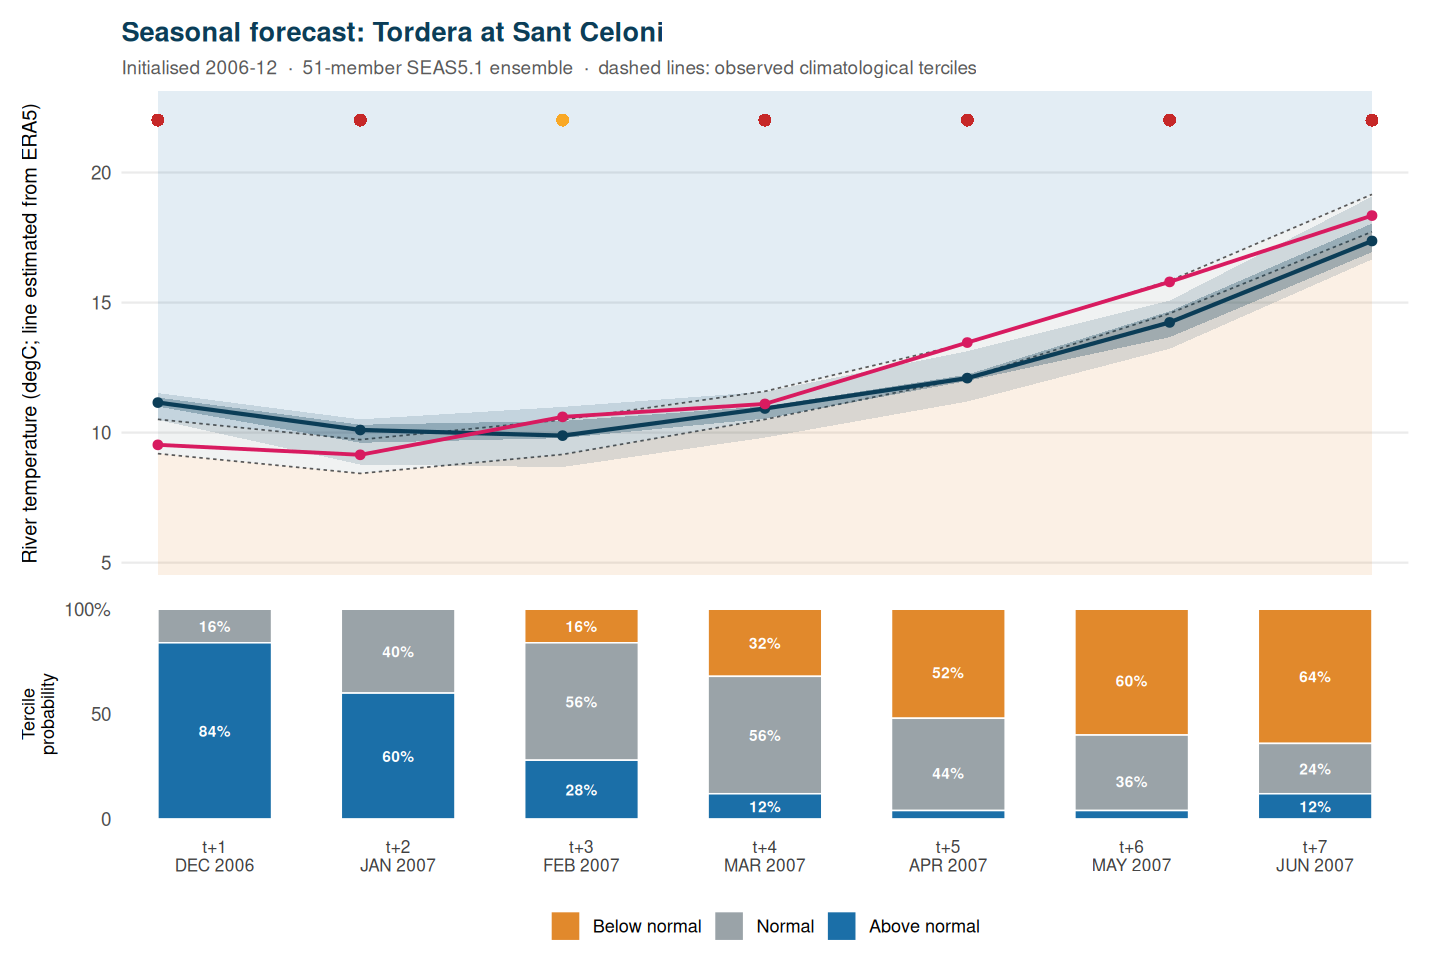 Seasonal forecast: Tordera at Sant Celoni
Initialised 2006-12 · 51-member SEAS5.1 ensemble · dashed lines: observed climatological terciles
River temperature (degC; line estimated from ERA5)
20
15
10
5
Tercile
probability
100%
50
0
16%
84%
40%
60%
16%
56%
28%
32%
56%
12%
52%
44%
60%
36%
64%
24%
12%
t+1
DEC 2006
t+2
JAN 2007
t+3
FEB 2007
t+4
MAR 2007
t+5
APR 2007
t+6
MAY 2007
t+7
JUN 2007
Below normal
Normal
Above normal